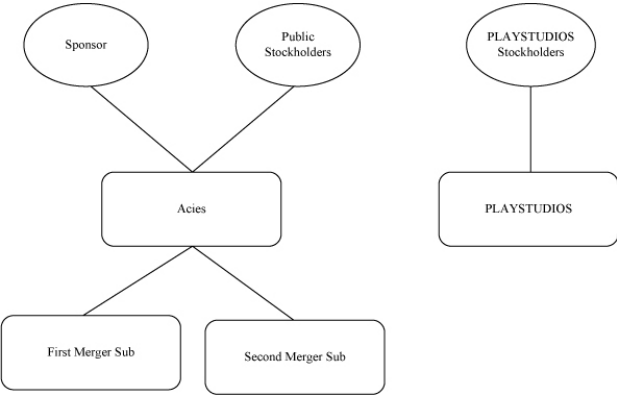 Sponsor
Public
Stockholders
PLAYSTUDIOS
Stockholders
Acies
PLAYSTUDIOS
First Merger Sub
Second Merger Sub